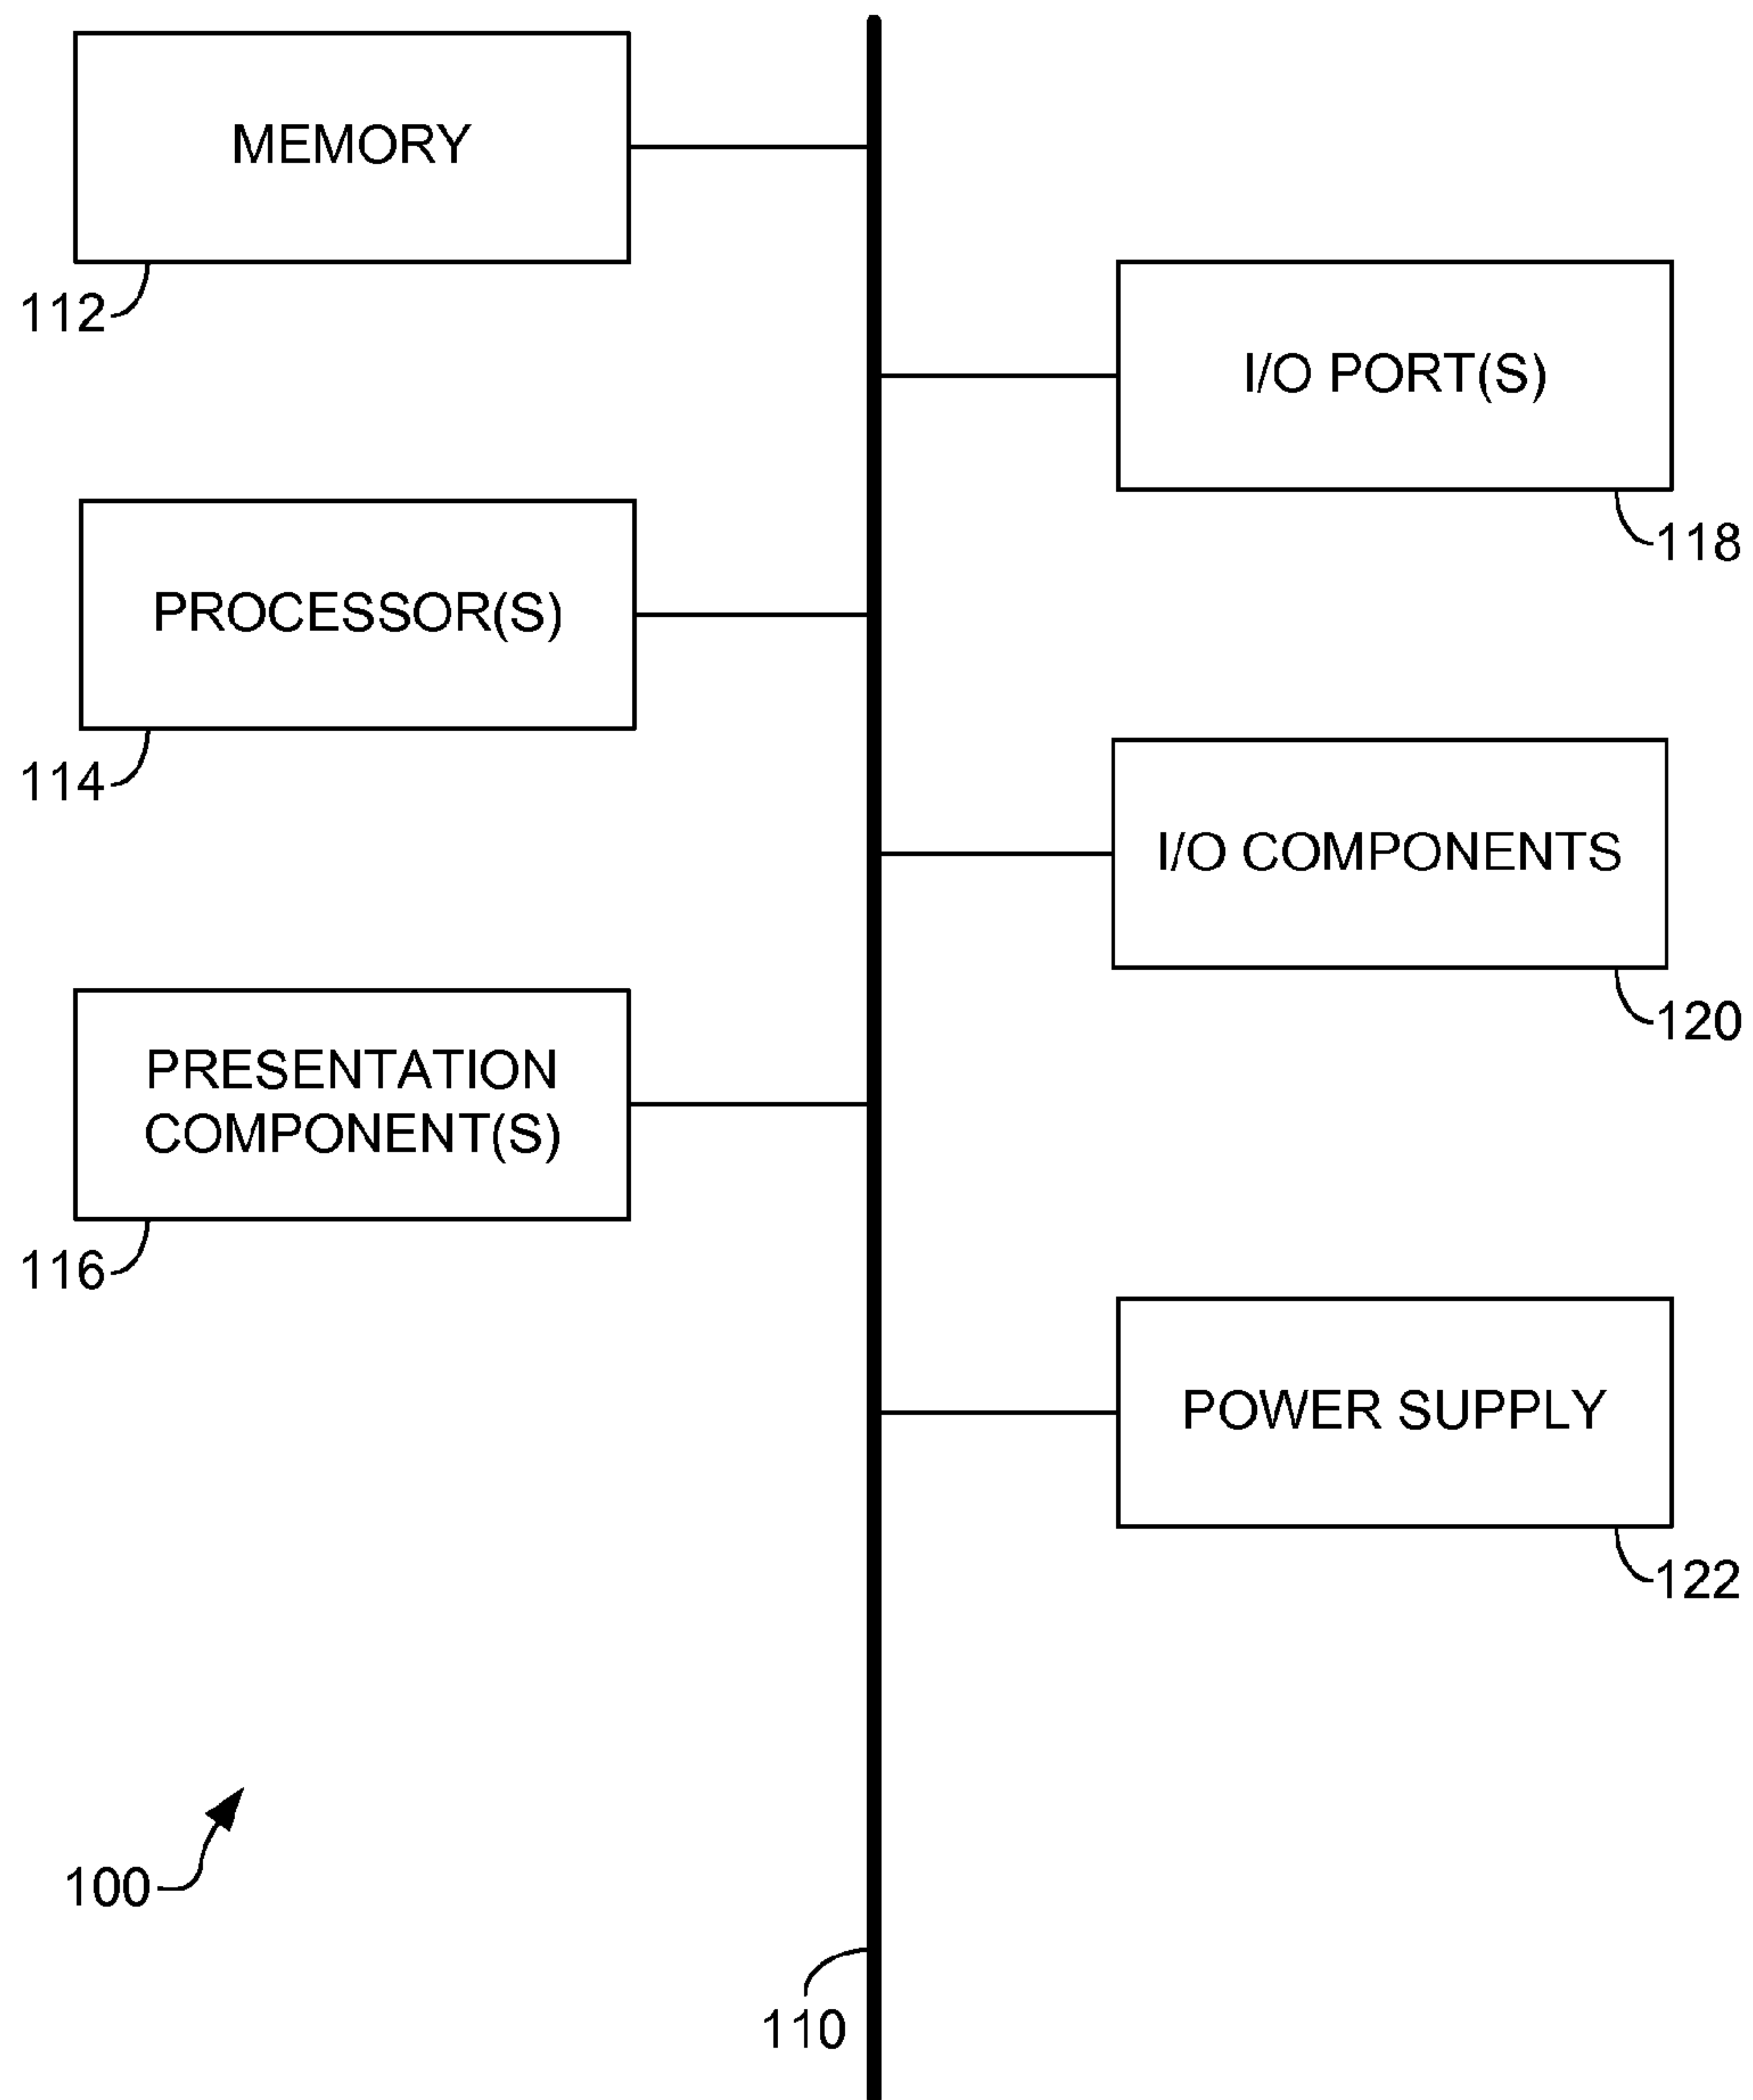 MEMORY
112
I/O PORT(S)
118
PROCESSOR(S)
114
I/O COMPONENTS
120
PRESENTATION
COMPONENT(S)
116
POWER SUPPLY
122
100
110